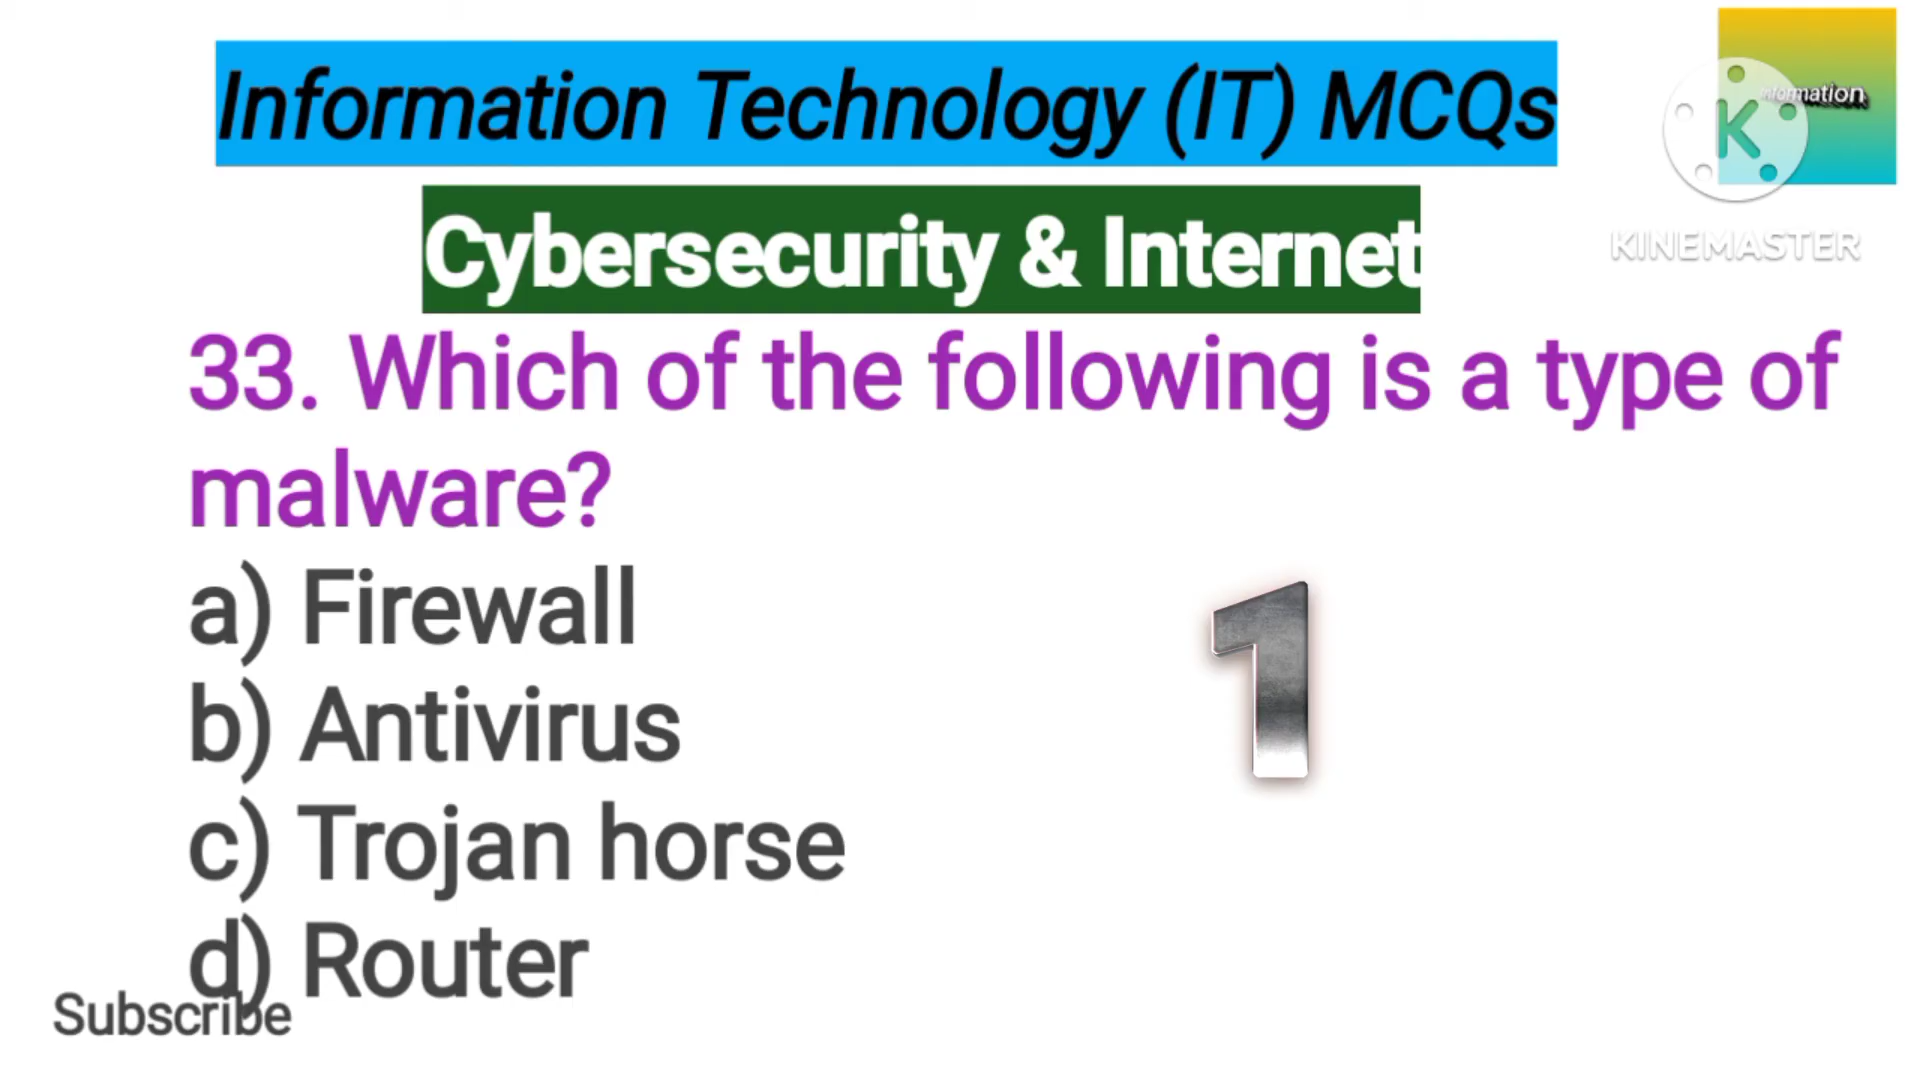 Information Technology (IT) MCQs
Information
Cybersecurity & Internet
KINEMASTER
33. Which of the following is a type of
malware?
a) Firewall
1
b) Antivirus
c) Trojan horse
d) Router
Subscribe